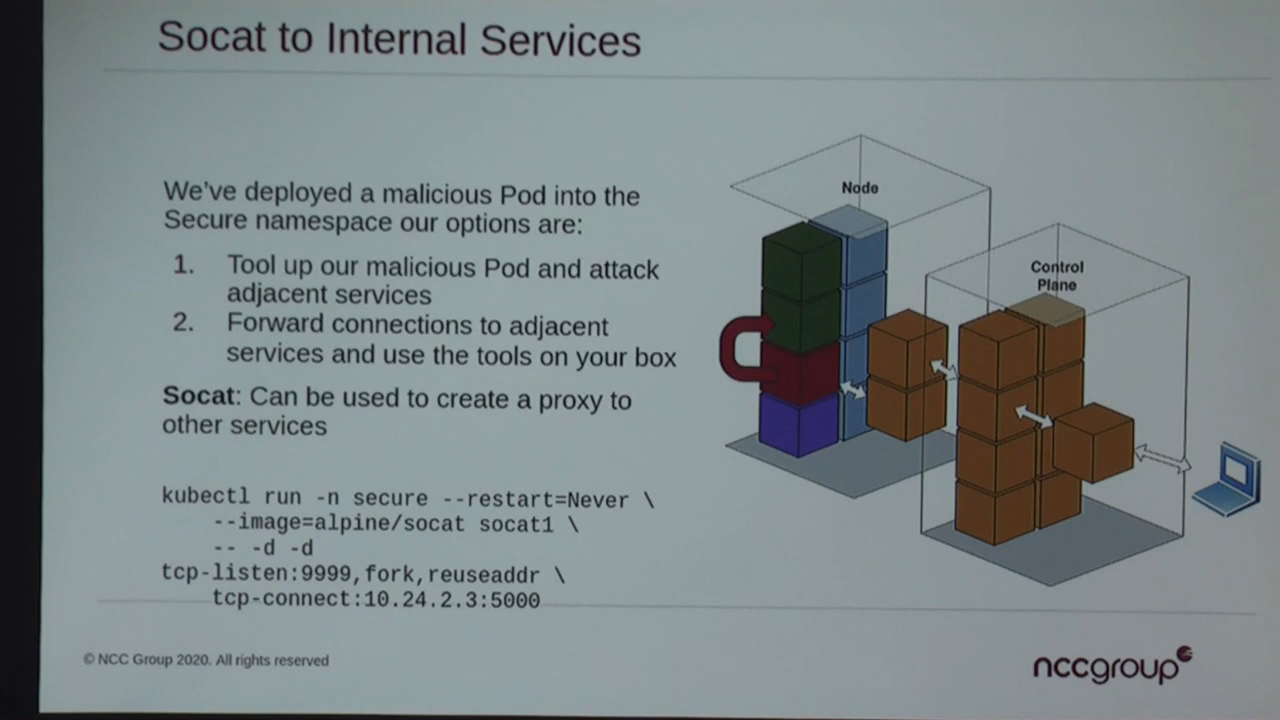 Socat to Internal Services
We've deployed a malicious Pod into the
Secure namespace our options are:
1. Tool up our malicious Pod and attack
adjacent services
2. Forward connections to adjacent
services and use the tools on your box
Socat: Can be used to create a proxy to
other services
kubectl run -n secure --restart=Never \
--image=alpine/socat socat1 \
-- -d -d
tcp-listen:9999,fork,reuseaddr \
tcp-connect:10.24.2.3:5000
Node
Control
Plane
© NCC Group 2020. All rights reserved
nccgroup